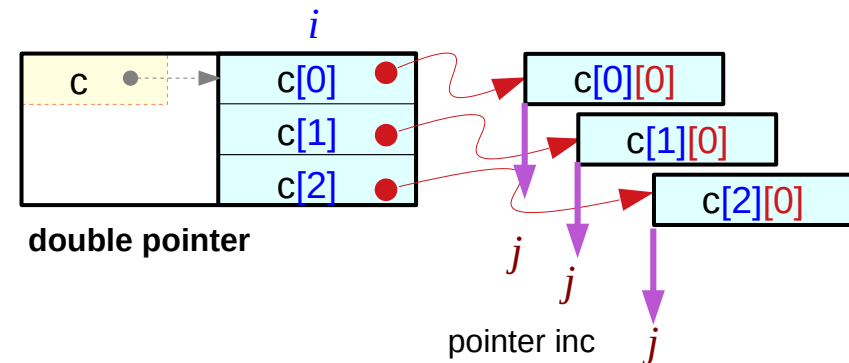 i
c
c[0]
c[1]
c[2]
c[0][0]
c[1][0]
c[2][0]
double pointer
j
j
j
pointer inc